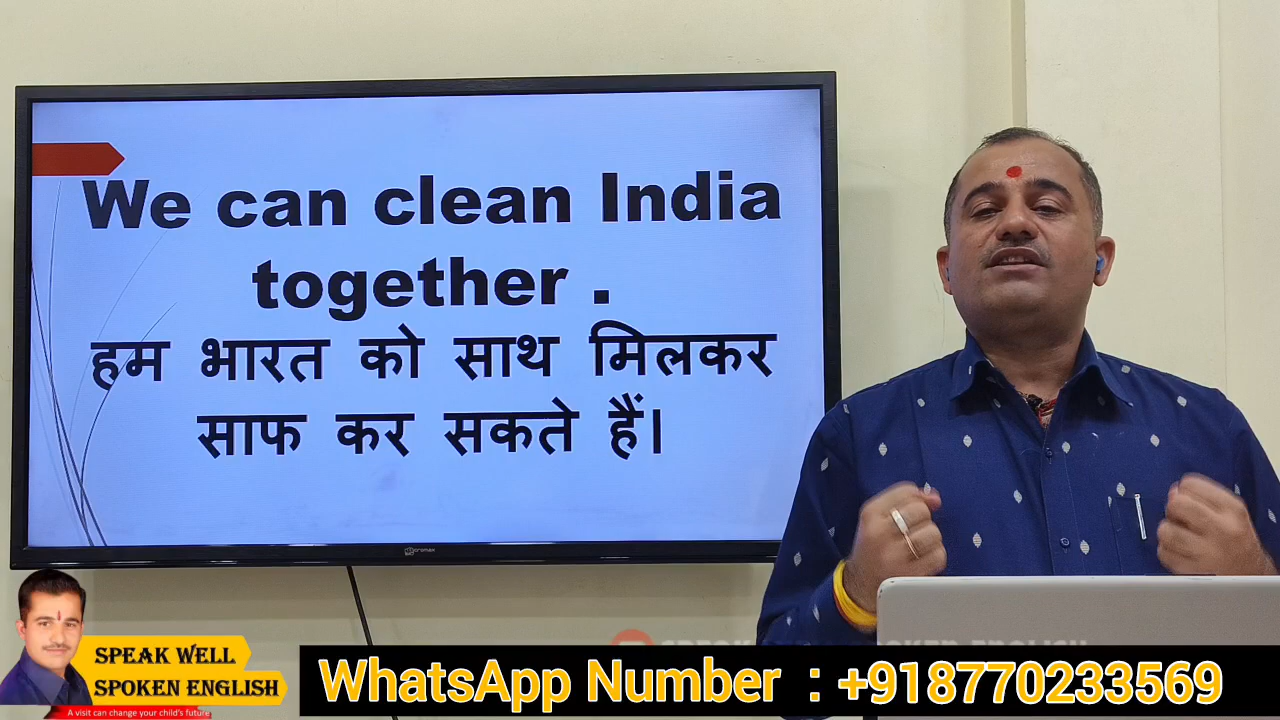 We can clean India
together .
हम भारत को साथ मिलकर
साफ कर सकते हैं।
SPEAK WELL
SPOKEN ENGLISH
A visit can change your child's future
WhatsApp Number : +918770233569